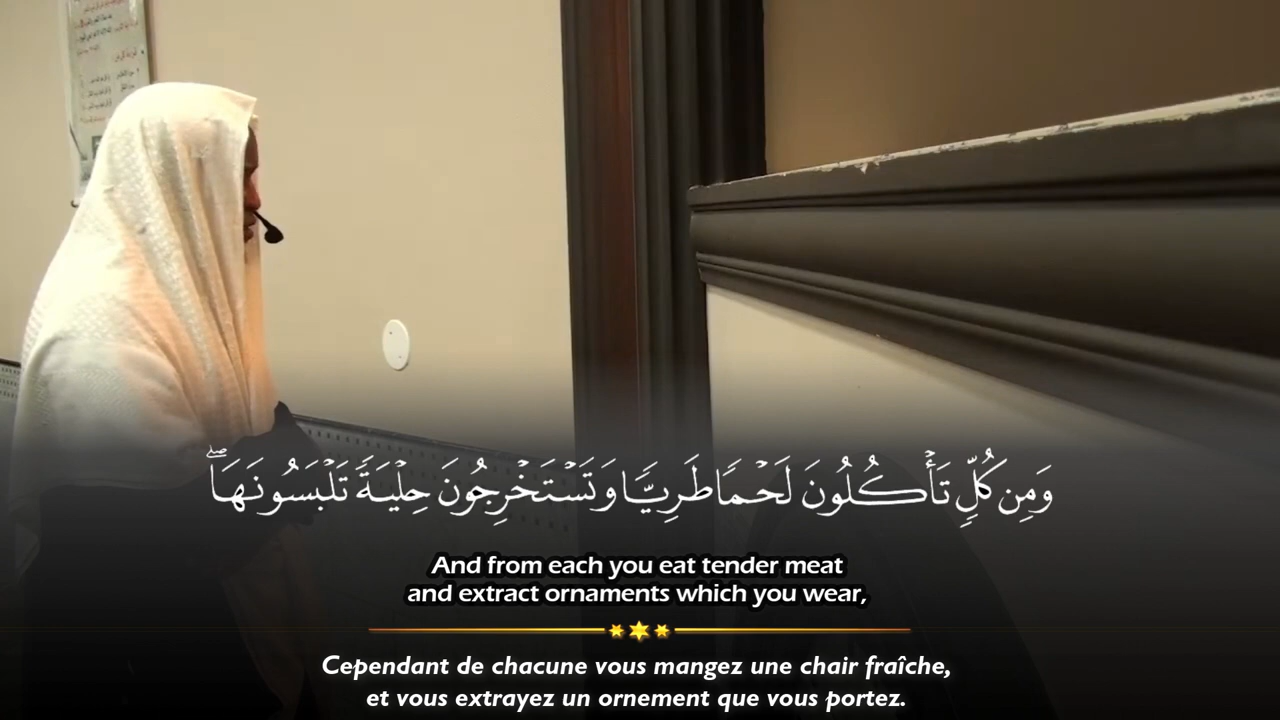 وَمِن كُلٍّ تَأْكُلُونَ لَحْمًا طَرِيًّا وَتَسْتَخْرِجُونَ حِلْيَةً تَلْبَسُونَهَا ۖ
And from each you eat tender meat
and extract ornaments which you wear,
Cependant de chacune vous mangez une chair fraîche,
et vous extrayez un ornement que vous portez.